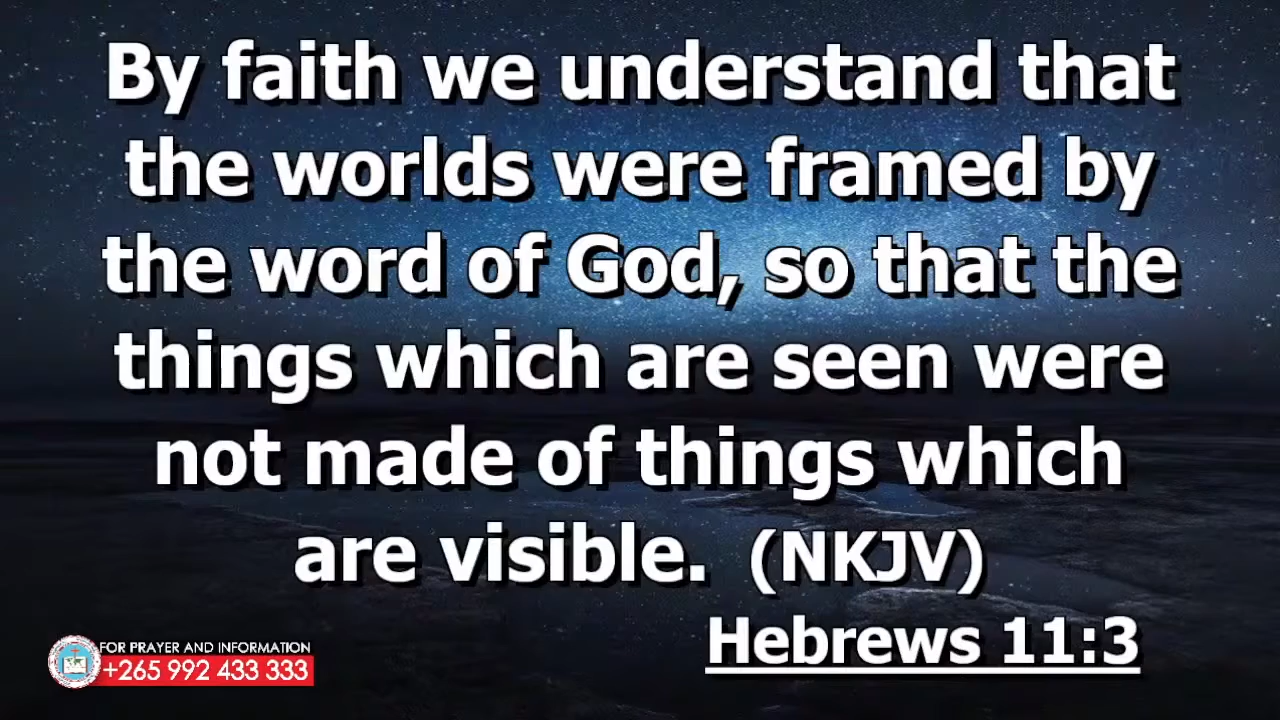 By faith we understand that
the worlds were framed by
the word of God, so that the
things which are seen were
not made of things which
are visible. (NKJV)
Hebrews 11:3
FOR PRAYER AND INFORMATION
+265 992 433 333